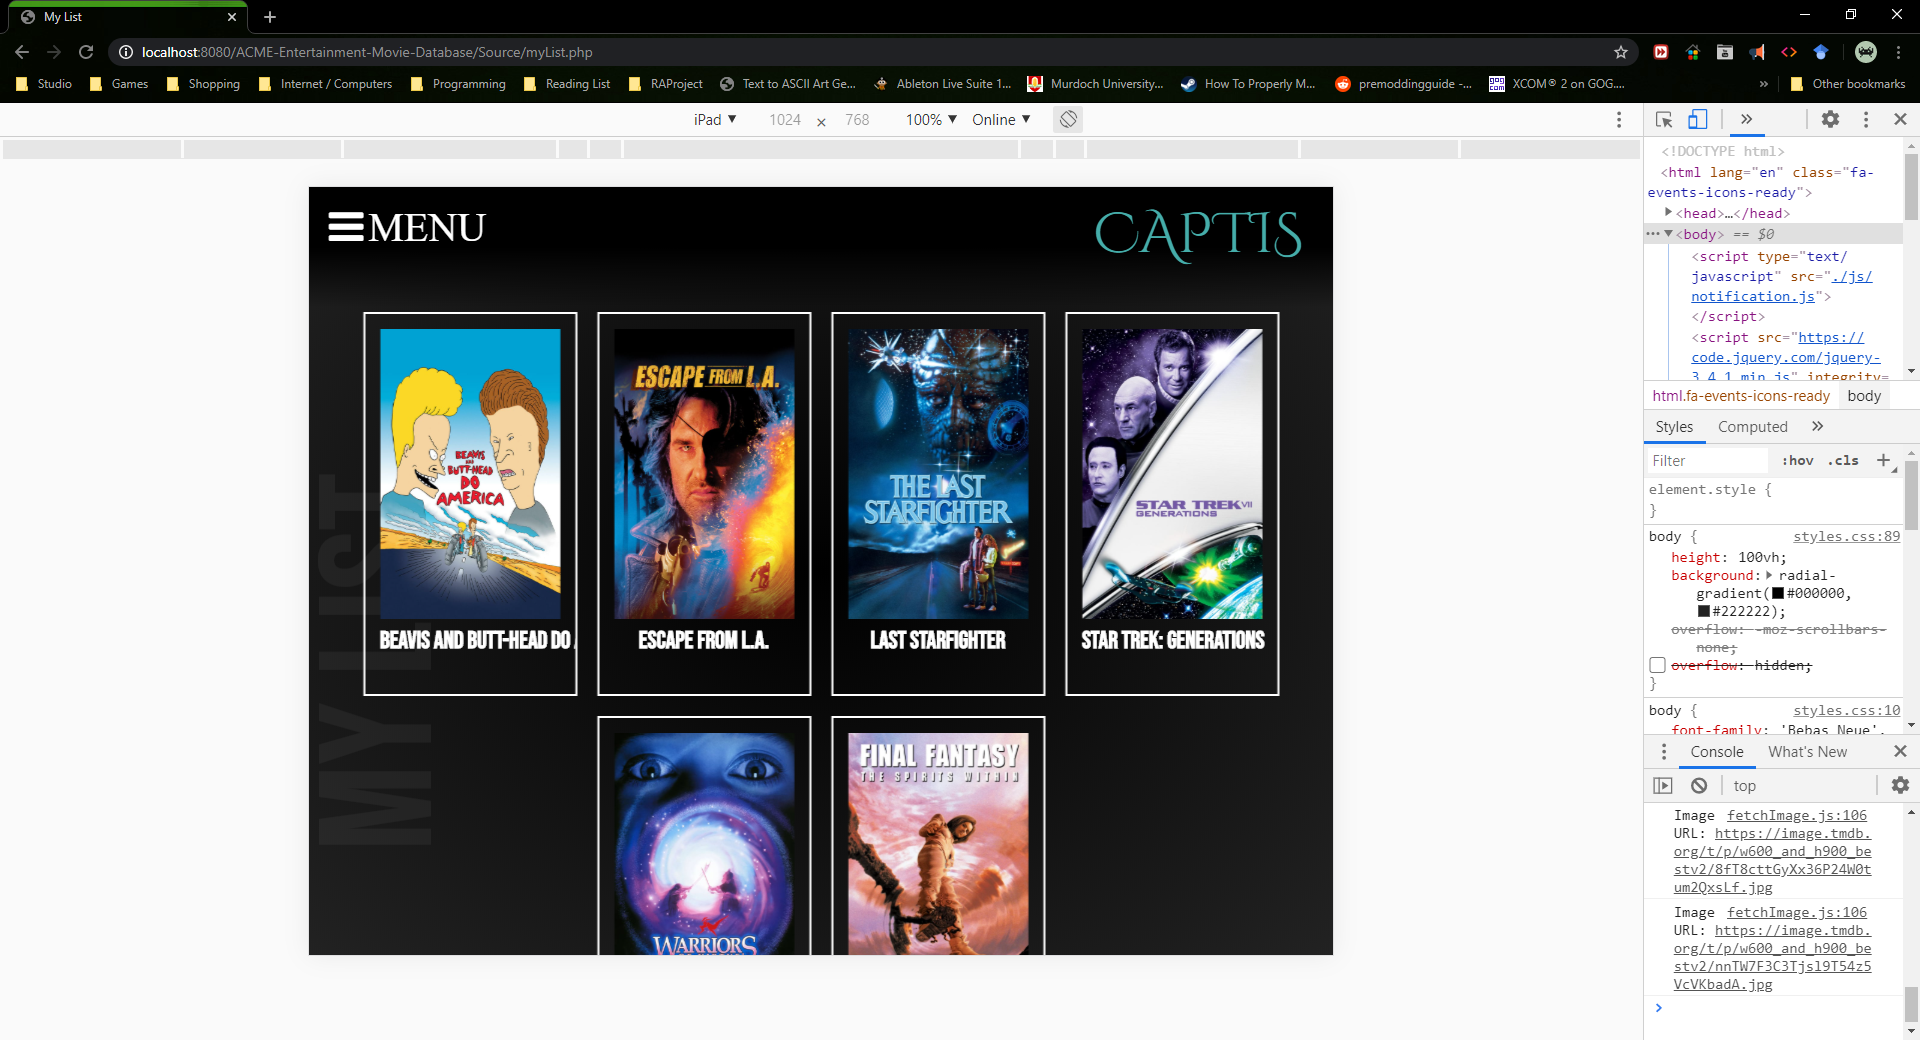 My List
localhost:8080/ACME-Entertainment-Movie-Database/Source/myList.php
Studio Games Shopping Internet / Computers Programming Reading List RAProject Text to ASCII Art Ge... Ableton Live Suite 1... Murdoch University... How To Properly M... premoddingguide -... XCOM® 2 on GOG.... » Other bookmarks
iPad 1024 × 768 100% Online
MENU
CAPTIS
MY LIST
BEAVIS AND BUTT-HEAD DO AMERICA
ESCAPE FROM L.A.
THE LAST STARFIGHTER
STAR TREK VII
GENERATIONS
BEAVIS AND BUTT-HEAD DO
ESCAPE FROM L.A.
LAST STARFIGHTER
STAR TREK: GENERATIONS
WARRIORS
FINAL FANTASY
THE SPIRITS WITHIN
<!DOCTYPE html>
<html lang="en" class="fa-
events-icons-ready">
<head>…</head>
<body> == $0
<script type="text/
javascript" src="./js/
notification.js">
</script>
<script src="https://
code.jquery.com/jquery-
3.4.1.min.js" integrity=
html.fa-events-icons-ready body
Styles Computed »
Filter :hov .cls +
element.style {
}
body { styles.css:89
height: 100vh;
background: radial-
gradient(#000000,
#222222);
overflow: -moz-scrollbars-
none;
overflow: hidden;
}
body { styles.css:10
font-family: 'Bebas Neue',
Console What's New
top
Image fetchImage.js:106
URL: https://image.tmdb.
org/t/p/w600_and_h900_be
stv2/8fT8cttGyXx36P24W0t
um2QxsLf.jpg
Image fetchImage.js:106
URL: https://image.tmdb.
org/t/p/w600_and_h900_be
stv2/nnTW7F3C3Tjsl9T54z5
VcVKbadA.jpg